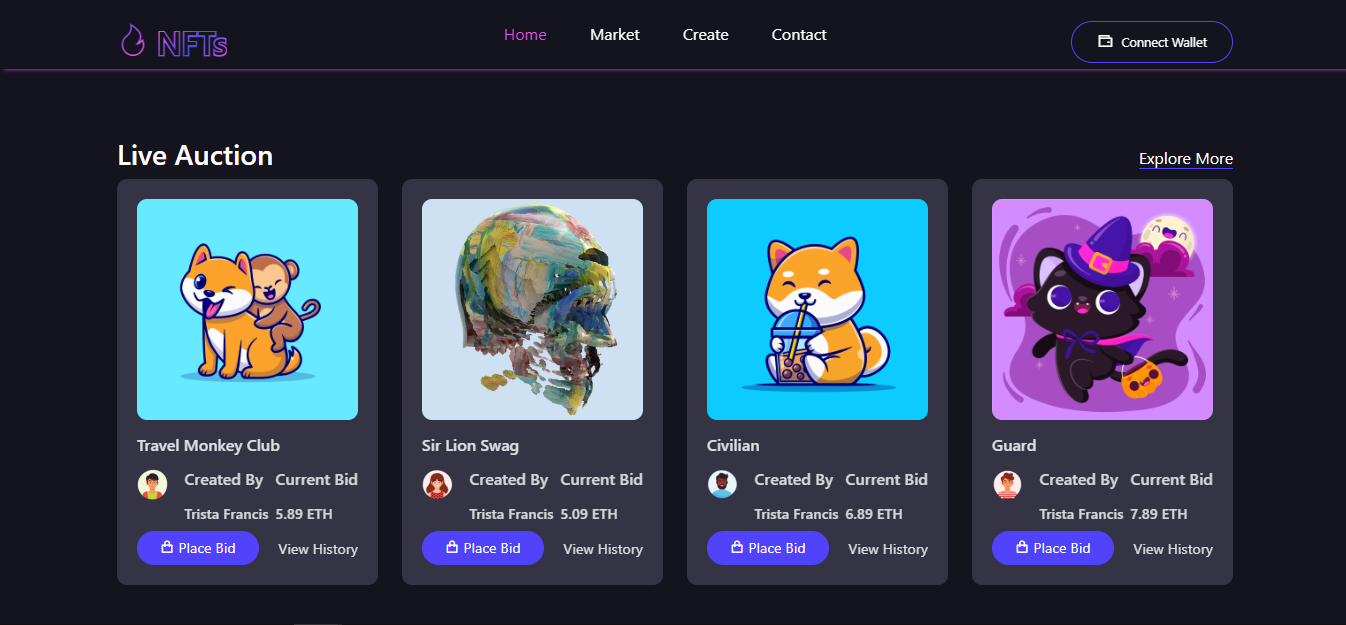 NFTs
Home Market Create Contact
Connect Wallet
Live Auction
Explore More
Travel Monkey Club
Created By Current Bid
Trista Francis 5.89 ETH
Place Bid View History
Sir Lion Swag
Created By Current Bid
Trista Francis 5.09 ETH
Place Bid View History
Civilian
Created By Current Bid
Trista Francis 6.89 ETH
Place Bid View History
Guard
Created By Current Bid
Trista Francis 7.89 ETH
Place Bid View History